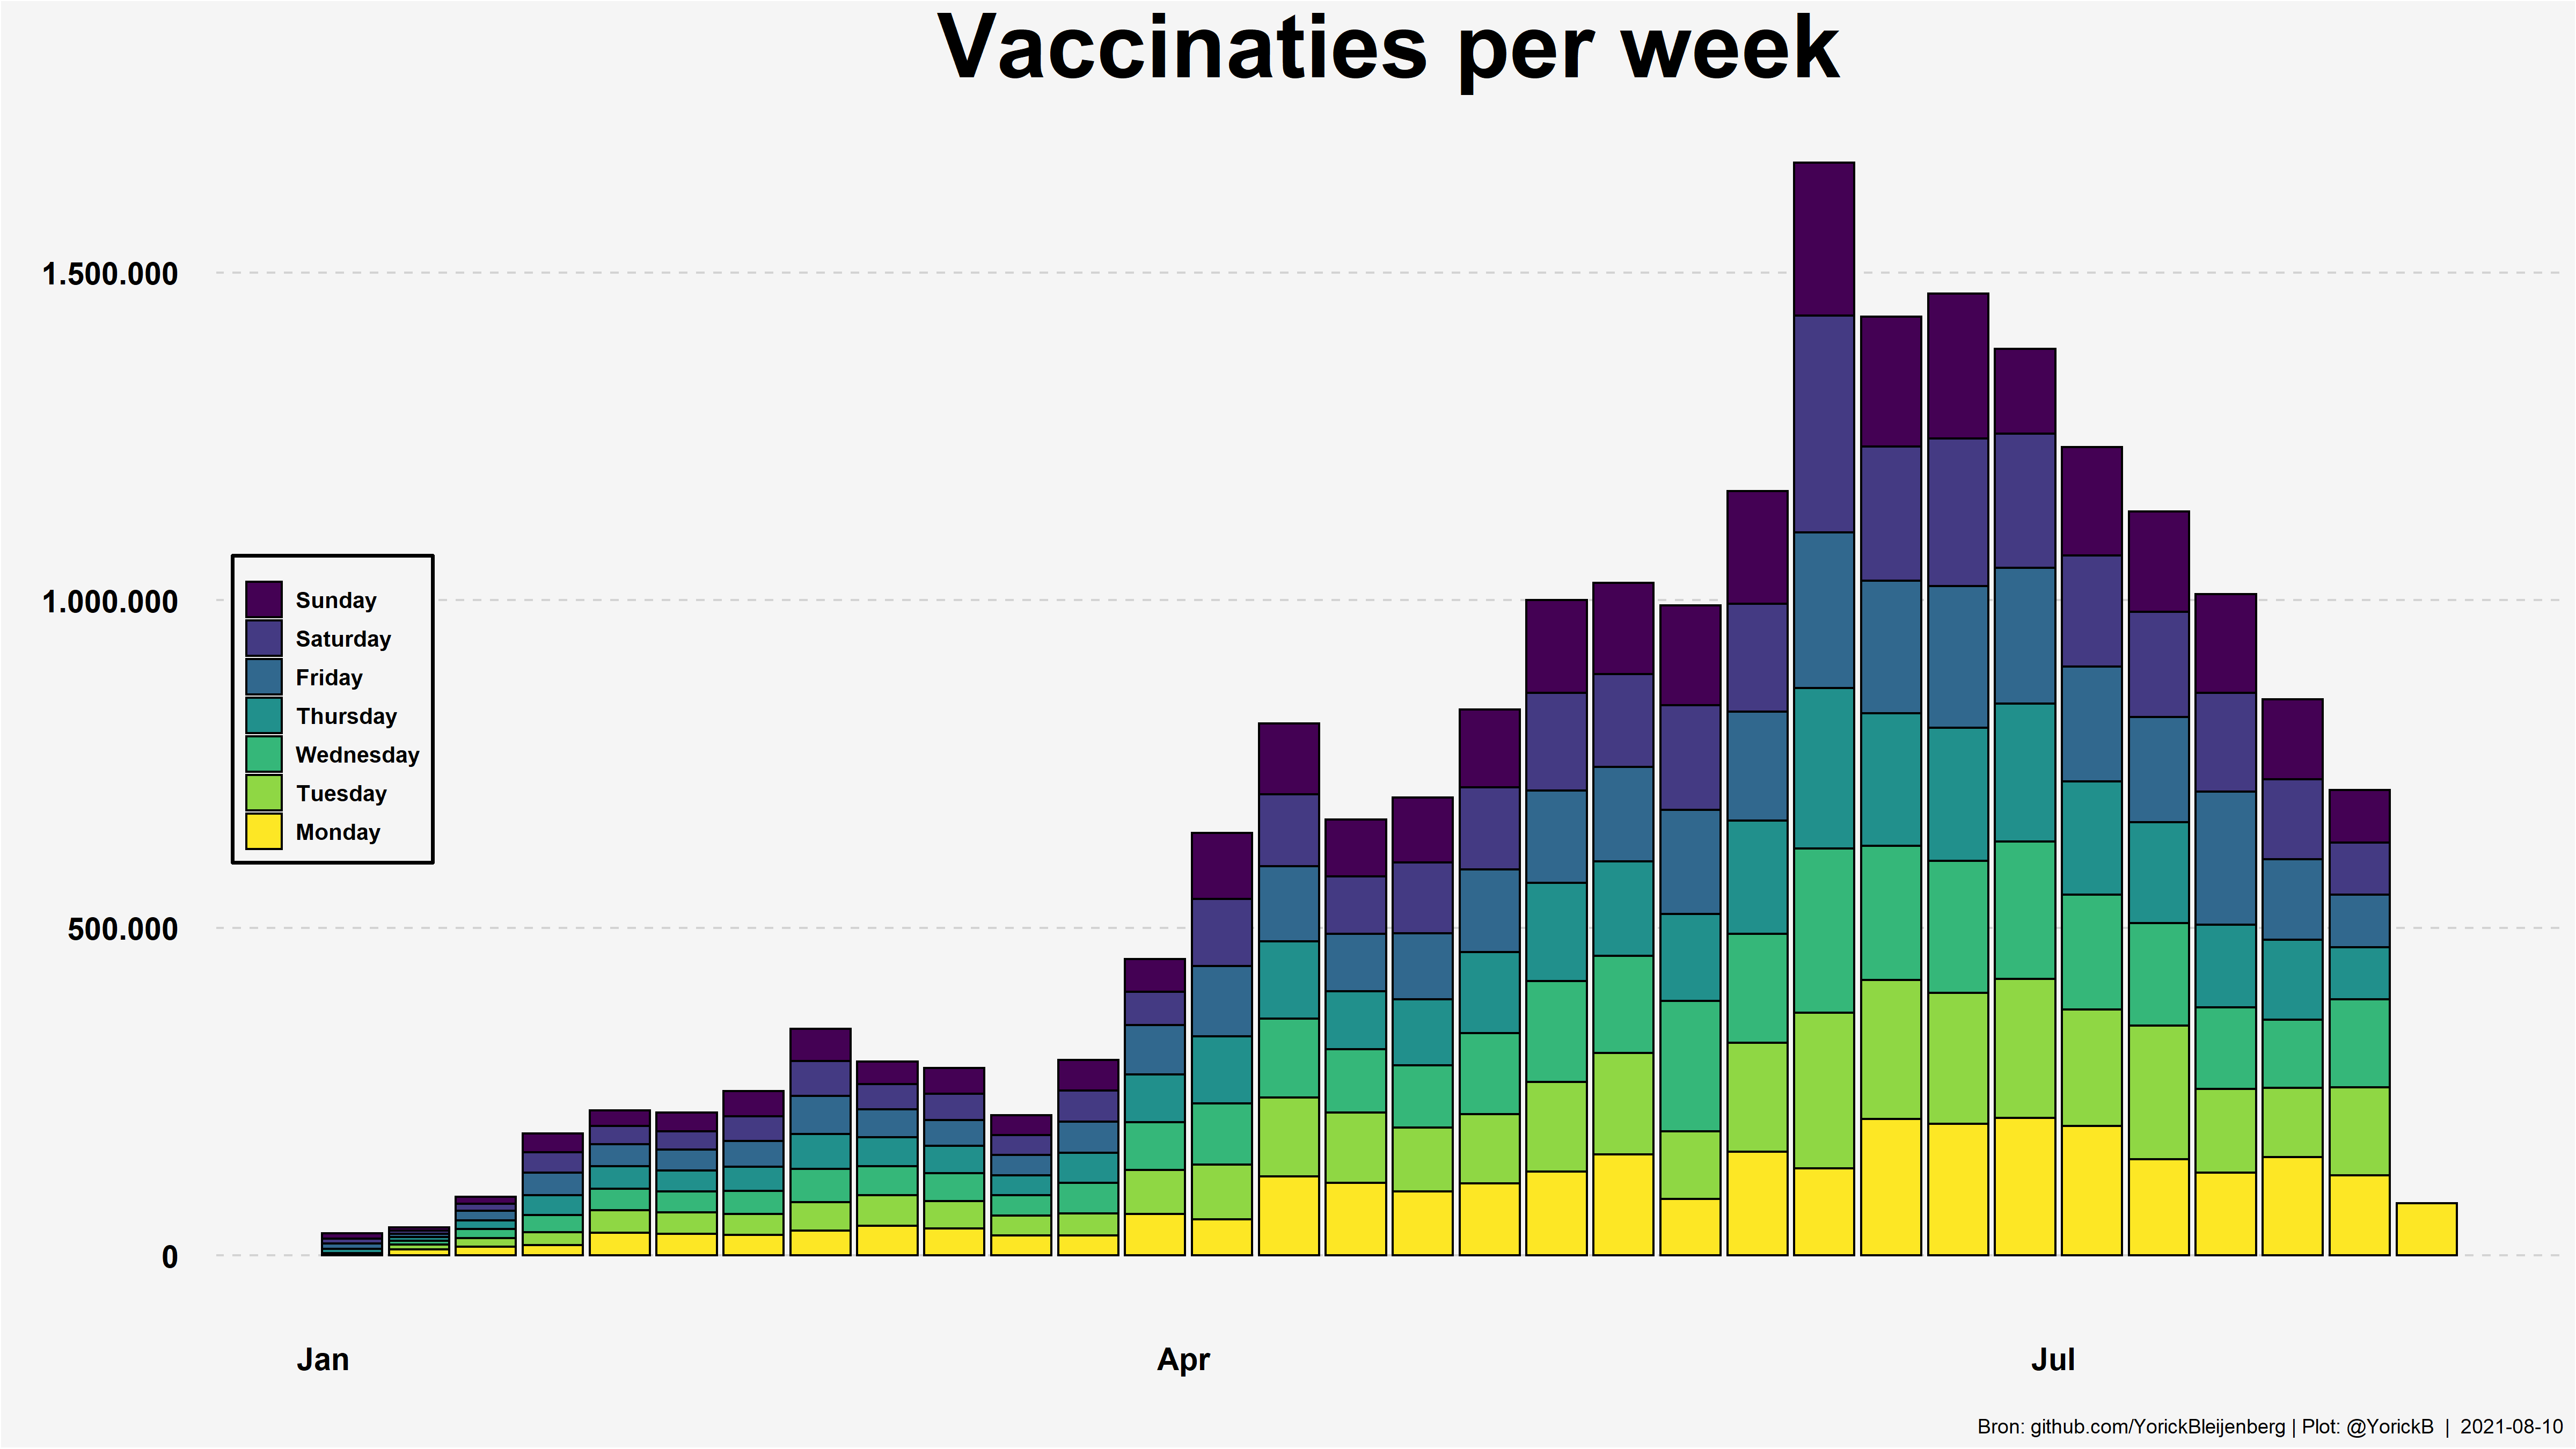 Vaccinaties per week
1.500.000
1.000.000
500.000
0
Sunday
Saturday
Friday
Thursday
Wednesday
Tuesday
Monday
Jan Apr Jul
Bron: github.com/YorickBleijenberg | Plot: @YorickB | 2021-08-10